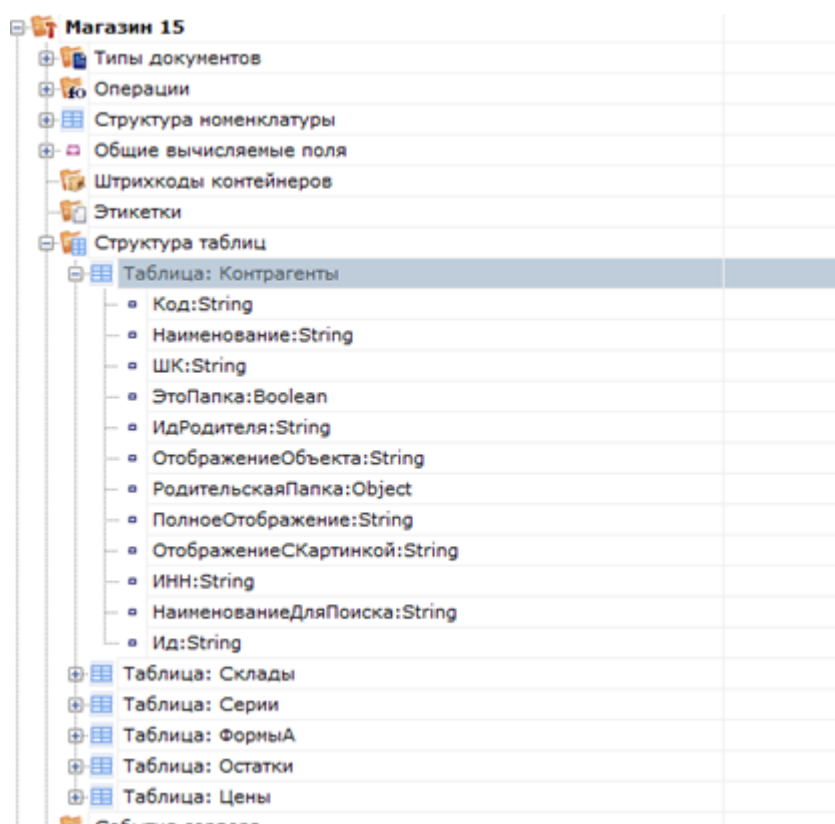 Магазин 15
Типы документов
Операции
Структура номенклатуры
Общие вычисляемые поля
Штрихкоды контейнеров
Этикетки
Структура таблиц
Таблица: Контрагенты
Код:String
Наименование:String
ШК:String
ЭтоПапка:Boolean
ИдРодителя:String
ОтображениеОбъекта:String
РодительскаяПапка:Object
ПолноеОтображение:String
ОтображениеСКартинкой:String
ИНН:String
НаименованиеДляПоиска:String
Ид:String
Таблица: Склады
Таблица: Серии
Таблица: ФормыА
Таблица: Остатки
Таблица: Цены